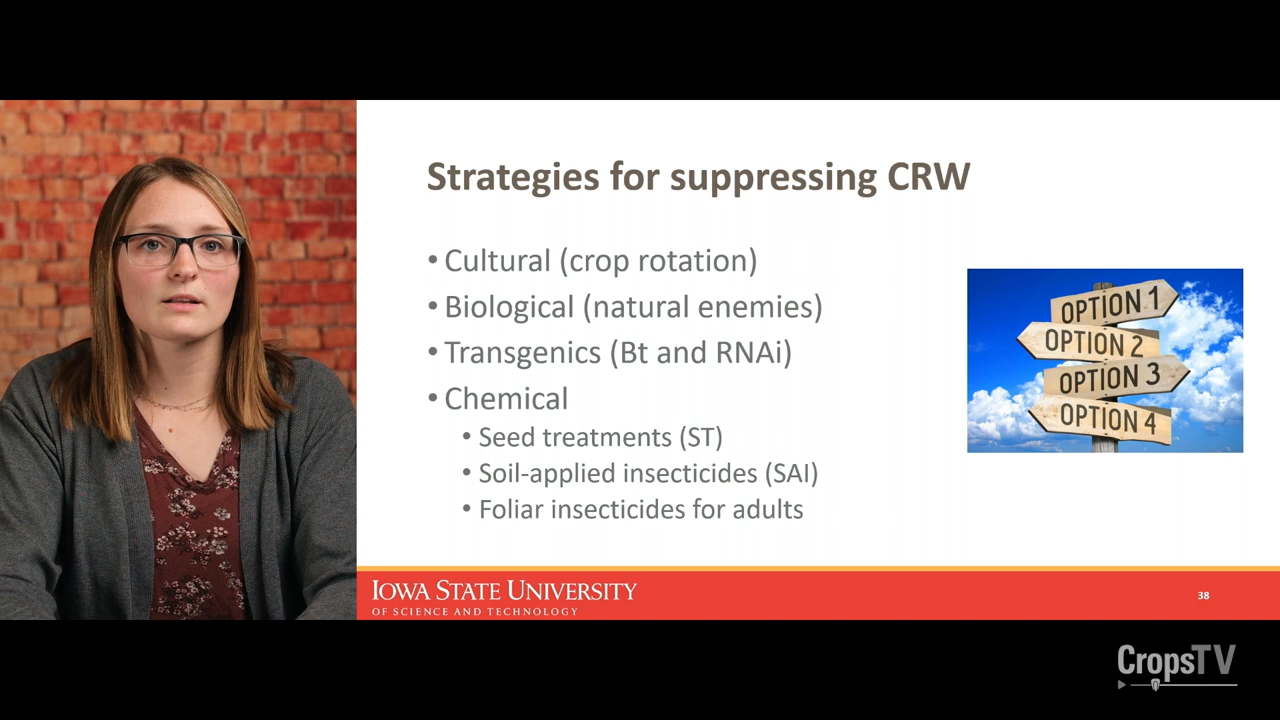 Strategies for suppressing CRW
• Cultural (crop rotation)
• Biological (natural enemies)
• Transgenics (Bt and RNAi)
• Chemical
• Seed treatments (ST)
• Soil-applied insecticides (SAI)
• Foliar insecticides for adults
OPTION 1
OPTION 2
OPTION 3
OPTION 4
IOWA STATE UNIVERSITY
OF SCIENCE AND TECHNOLOGY
38
CropsTV